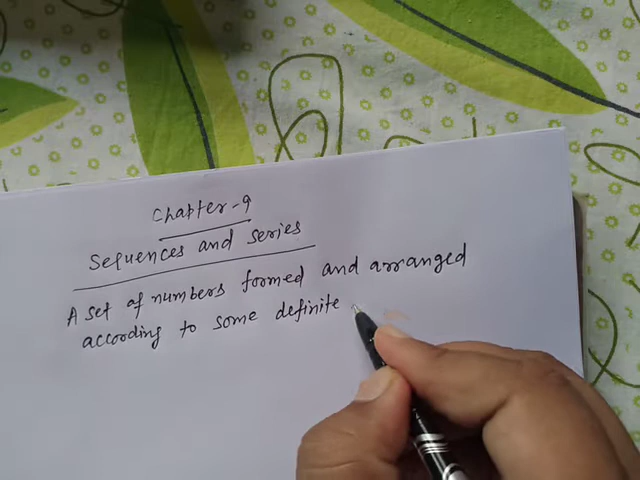 Chapter-9
Sequences and series
A set of numbers formed and arranged
according to some definite